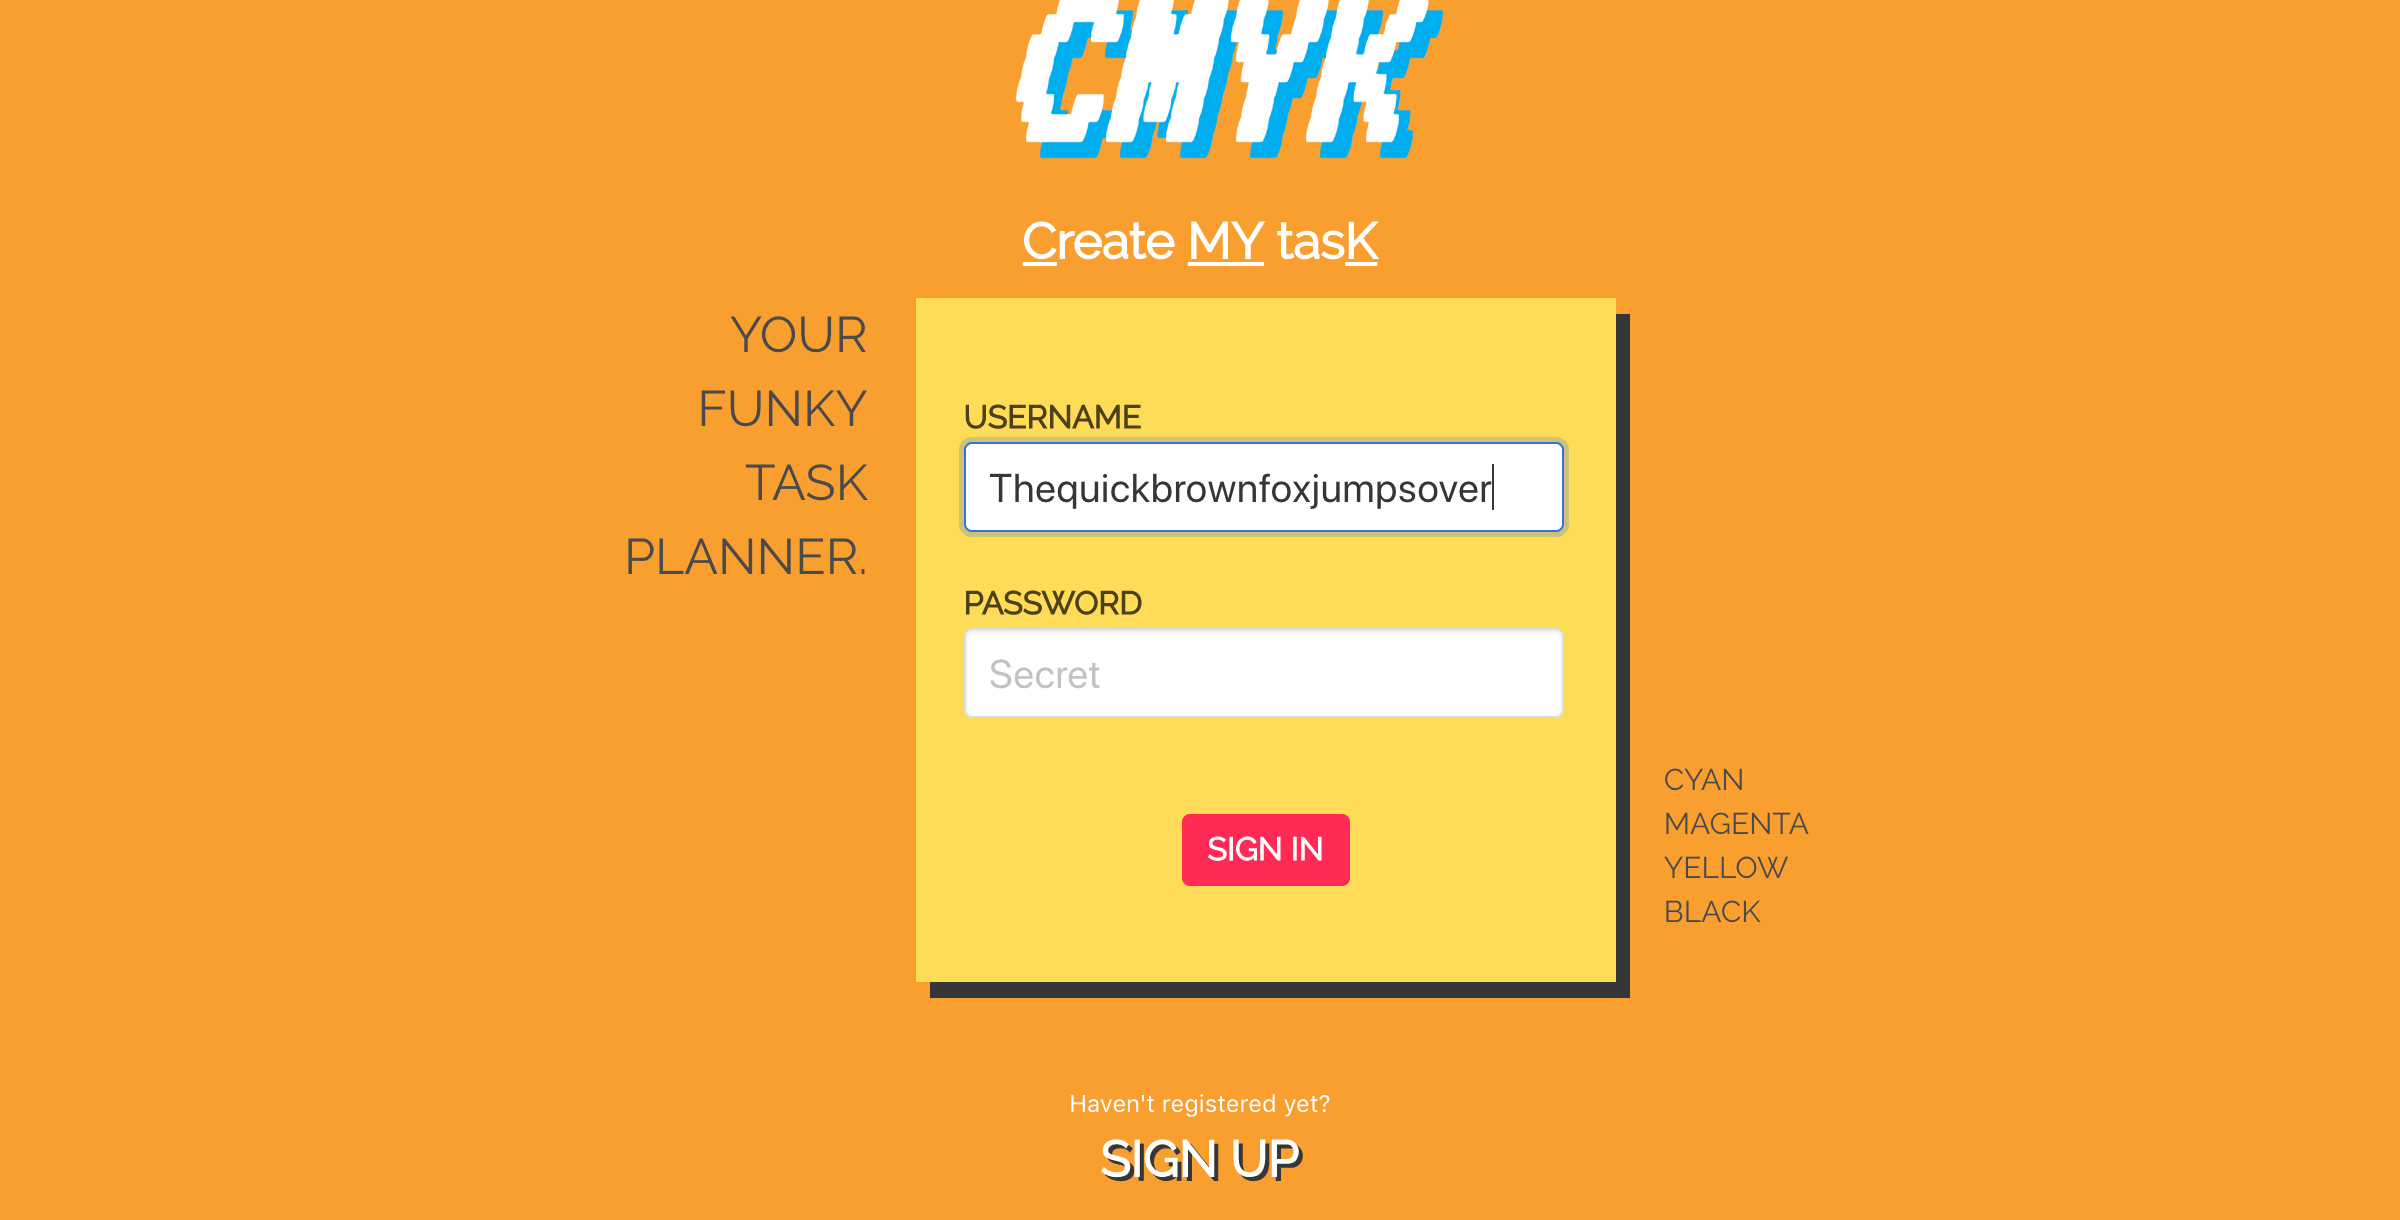 CMYK
Create MY tasK
YOUR
FUNKY
TASK
PLANNER.
USERNAME
Thequickbrownfoxjumpsover
PASSWORD
Secret
SIGN IN
CYAN
MAGENTA
YELLOW
BLACK
Haven't registered yet?
SIGN UP